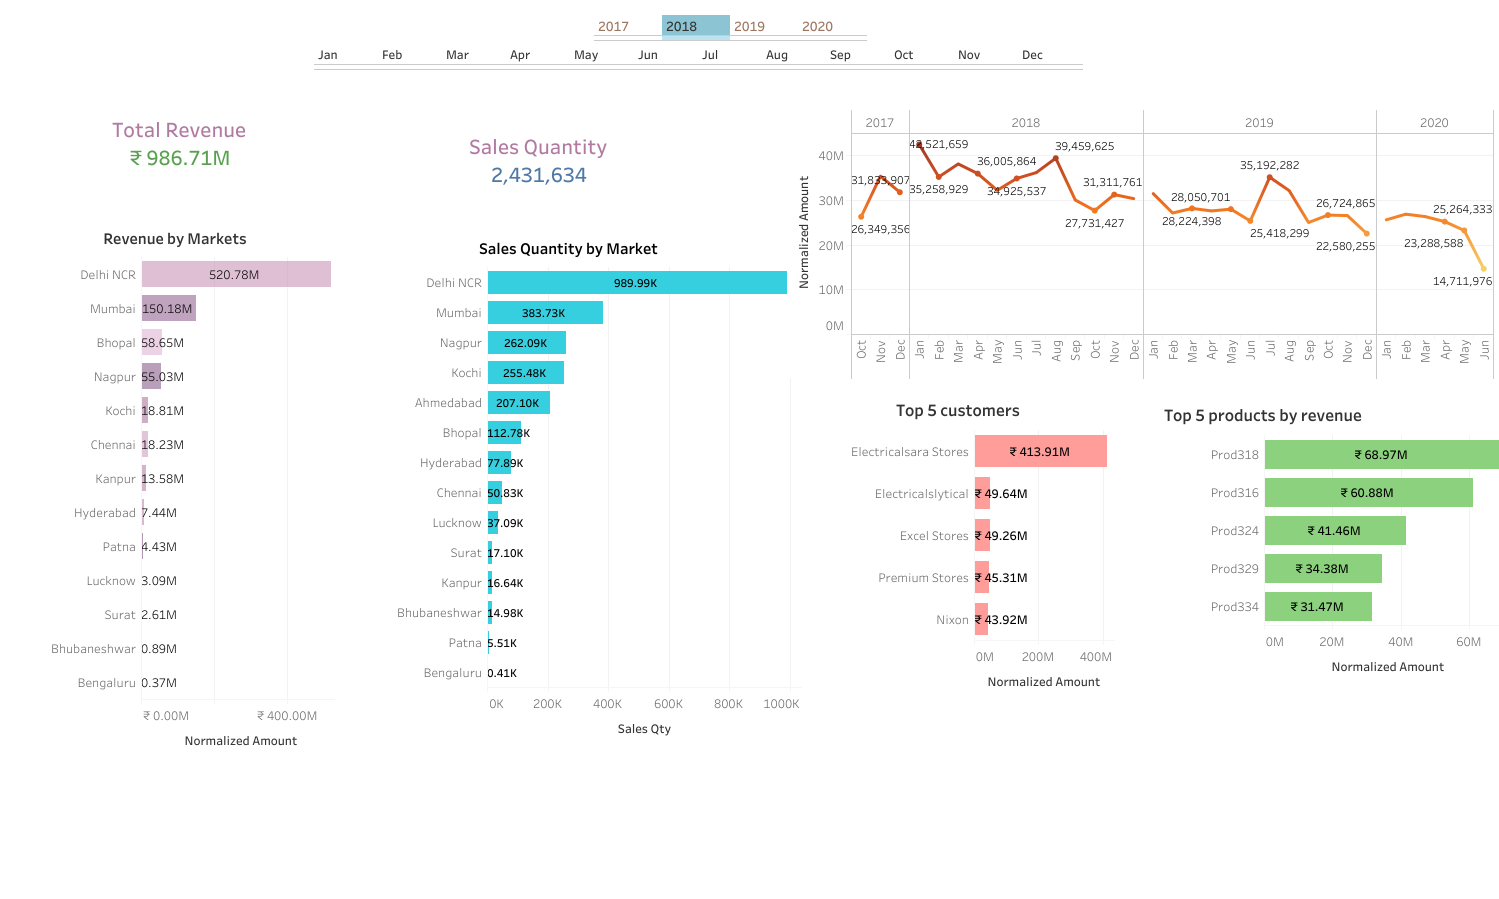 2017 2018 2019 2020
Jan Feb Mar Apr May Jun Jul Aug Sep Oct Nov Dec
Total Revenue
₹ 986.71M
Sales Quantity
2,431,634
Revenue by Markets
Delhi NCR 520.78M
Mumbai 150.18M
Bhopal 58.65M
Nagpur 55.03M
Kochi 18.81M
Chennai 18.23M
Kanpur 13.58M
Hyderabad 7.44M
Patna 4.43M
Lucknow 3.09M
Surat 2.61M
Bhubaneshwar 0.89M
Bengaluru 0.37M
₹ 0.00M ₹ 400.00M
Normalized Amount
Sales Quantity by Market
Delhi NCR 989.99K
Mumbai 383.73K
Nagpur 262.09K
Kochi 255.48K
Ahmedabad 207.10K
Bhopal 112.78K
Hyderabad 77.89K
Chennai 50.83K
Lucknow 37.09K
Surat 17.10K
Kanpur 16.64K
Bhubaneshwar 14.98K
Patna 5.51K
Bengaluru 0.41K
0K 200K 400K 600K 800K 1000K
Sales Qty
2017 2018 2019 2020
Normalized Amount
40M
30M
20M
10M
0M
26,349,356
31,833,907
42,521,659
35,258,929
36,005,864
34,925,537
39,459,625
27,731,427
31,311,761
28,224,398
28,050,701
25,418,299
35,192,282
26,724,865
22,580,255
25,264,333
23,288,588
14,711,976
Oct Nov Dec Jan Feb Mar Apr May Jun Jul Aug Sep Oct Nov Dec Jan Feb Mar Apr May Jun Jul Aug Sep Oct Nov Dec Jan Feb Mar Apr May Jun
Top 5 customers
Electricalsara Stores ₹ 413.91M
Electricalslytical ₹ 49.64M
Excel Stores ₹ 49.26M
Premium Stores ₹ 45.31M
Nixon ₹ 43.92M
0M 200M 400M
Normalized Amount
Top 5 products by revenue
Prod318 ₹ 68.97M
Prod316 ₹ 60.88M
Prod324 ₹ 41.46M
Prod329 ₹ 34.38M
Prod334 ₹ 31.47M
0M 20M 40M 60M
Normalized Amount